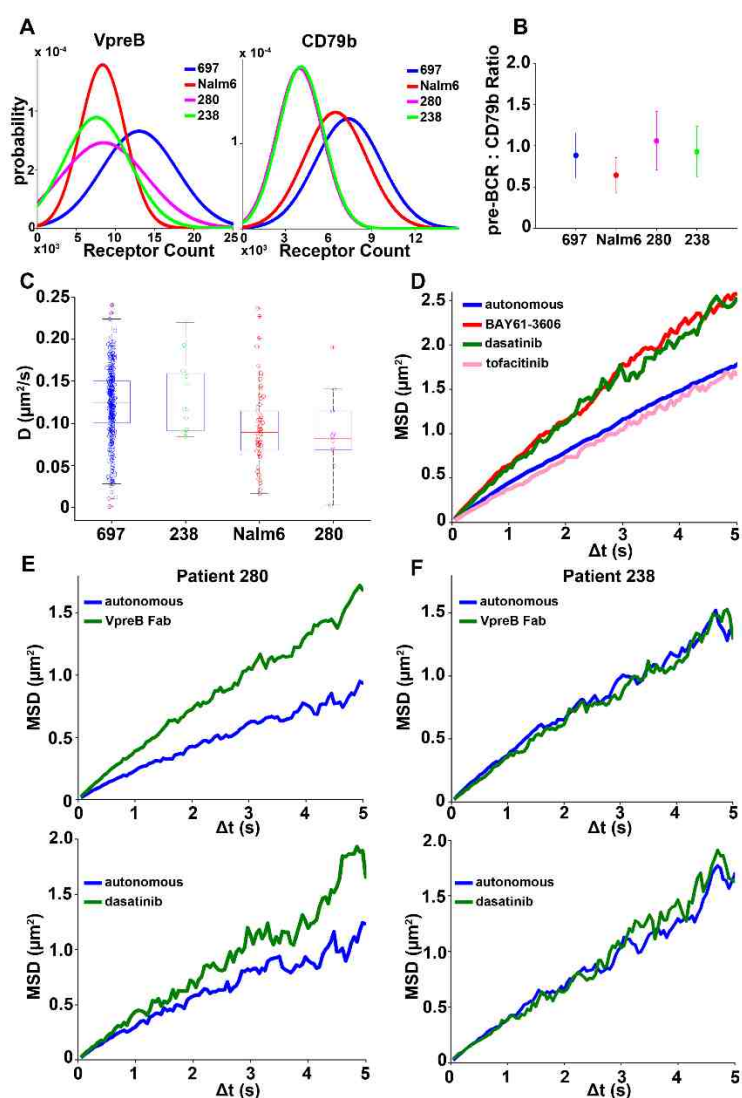 A
VpreB
x 10⁻⁴
697
Nalm6
280
238
probability
1
2
0
0
5
10
15
20
25
x10³
Receptor Count
CD79b
x 10⁻⁴
697
Nalm6
280
238
1
0
3
6
9
12
x10³
Receptor Count
B
pre-BCR : CD79b Ratio
2.0
1.5
1.0
0.5
0
697 Nalm6 280 238
C
D (µm²/s)
0.25
0.20
0.15
0.10
0.05
0
697 238 Nalm6 280
D
autonomous
BAY61-3606
dasatinib
tofacitinib
MSD (µm²)
2.5
2.0
1.5
1.0
0.5
0
0 1 2 3 4 5
Δt (s)
E
Patient 280
autonomous
VpreB Fab
MSD (µm²)
1.5
1.0
0.5
0
0 1 2 3 4 5
Δt (s)
autonomous
dasatinib
MSD (µm²)
2.0
1.5
1.0
0.5
0
0 1 2 3 4 5
Δt (s)
F
Patient 238
autonomous
VpreB Fab
MSD (µm²)
1.5
1.0
0.5
0
0 1 2 3 4 5
Δt (s)
autonomous
dasatinib
MSD (µm²)
2.0
1.5
1.0
0.5
0
0 1 2 3 4 5
Δt (s)